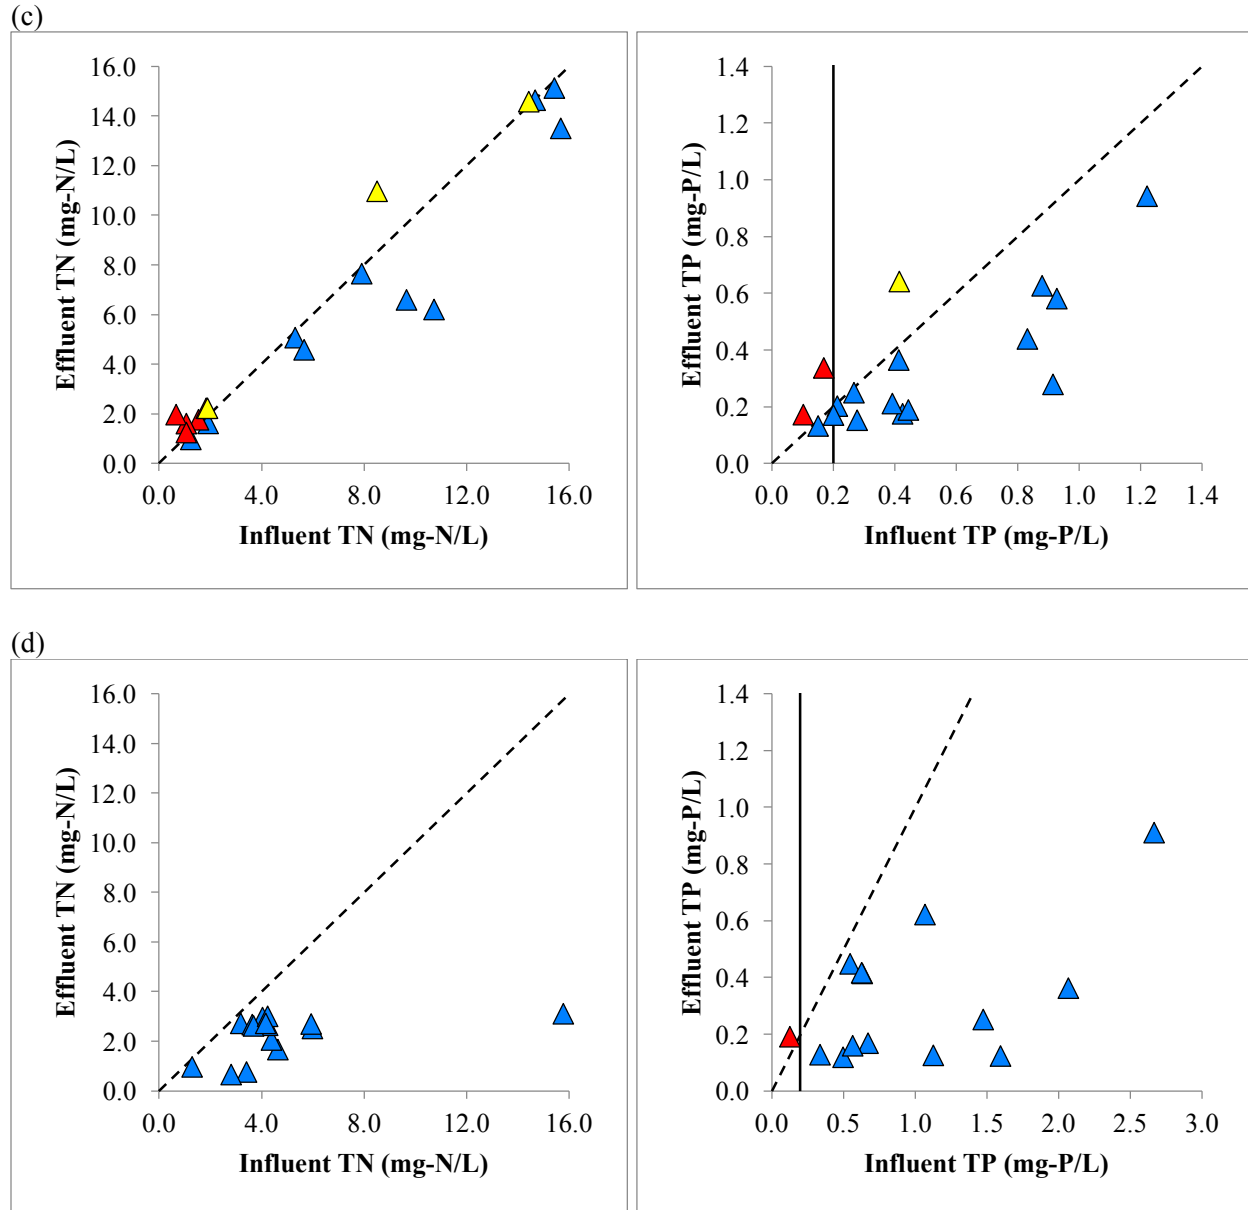 (c)
16.0
14.0
12.0
10.0
8.0
6.0
4.0
2.0
0.0
Effluent TN (mg-N/L)
0.0 4.0 8.0 12.0 16.0
Influent TN (mg-N/L)
1.4
1.2
1.0
0.8
0.6
0.4
0.2
0.0
Effluent TP (mg-P/L)
0.0 0.2 0.4 0.6 0.8 1.0 1.2 1.4
Influent TP (mg-P/L)
(d)
16.0
14.0
12.0
10.0
8.0
6.0
4.0
2.0
0.0
Effluent TN (mg-N/L)
0.0 4.0 8.0 12.0 16.0
Influent TN (mg-N/L)
1.4
1.2
1.0
0.8
0.6
0.4
0.2
0.0
Effluent TP (mg-P/L)
0.0 0.5 1.0 1.5 2.0 2.5 3.0
Influent TP (mg-P/L)